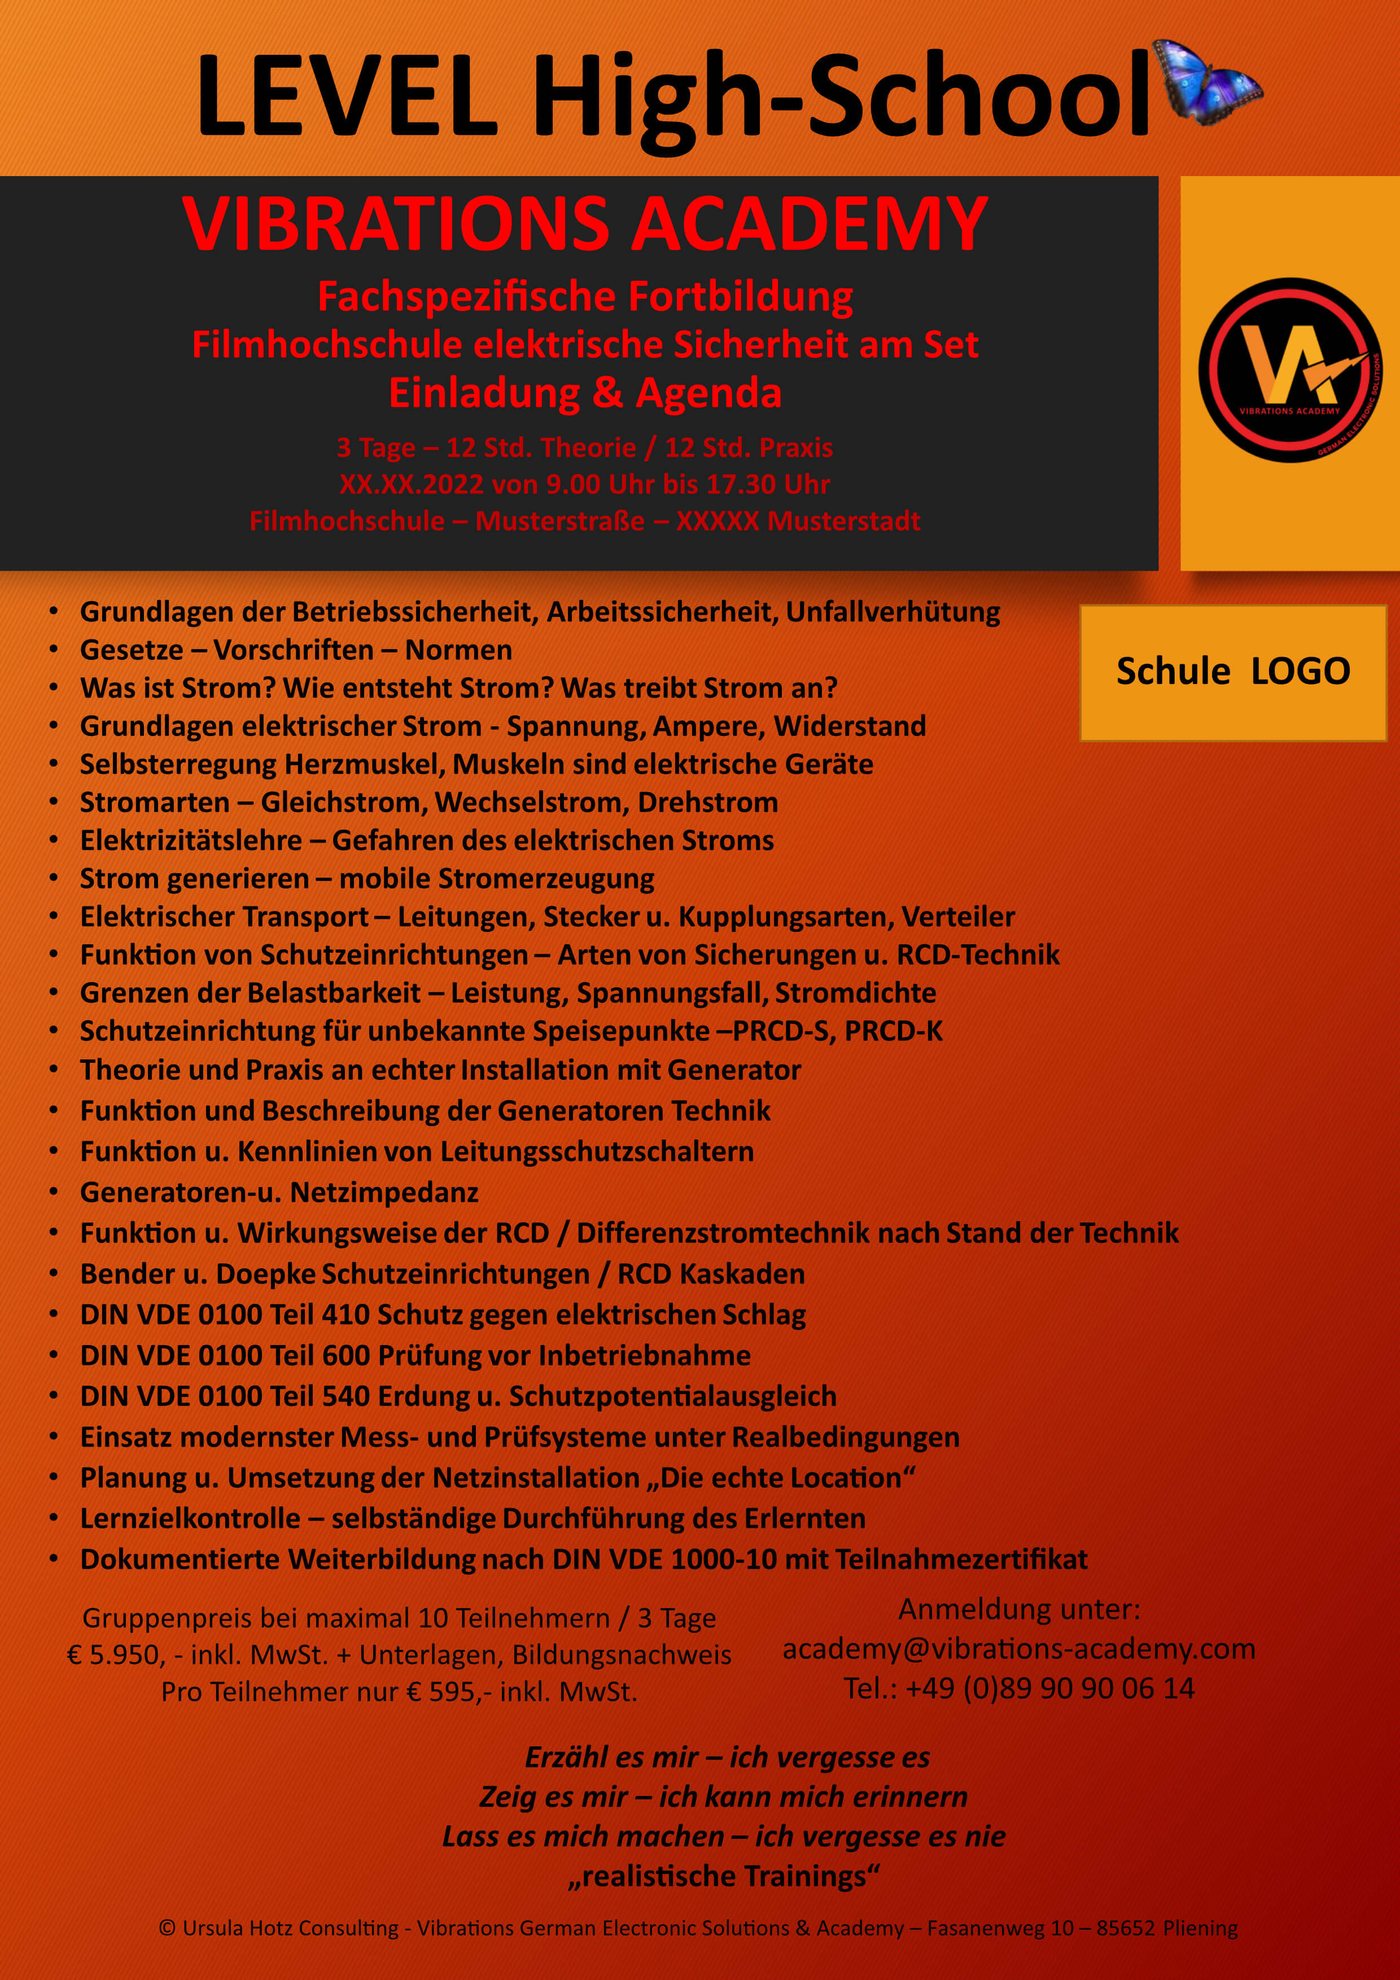 LEVEL High-School
VIBRATIONS ACADEMY
Fachspezifische Fortbildung
Filmhochschule elektrische Sicherheit am Set
Einladung & Agenda
3 Tage – 12 Std. Theorie / 12 Std. Praxis
XX.XX.2022 von 9.00 Uhr bis 17.30 Uhr
Filmhochschule – Musterstraße – XXXXX Musterstadt
VA
VIBRATIONS ACADEMY
GERMAN ELECTRONIC SOLUTIONS
Schule LOGO
• Grundlagen der Betriebssicherheit, Arbeitssicherheit, Unfallverhütung
• Gesetze – Vorschriften – Normen
• Was ist Strom? Wie entsteht Strom? Was treibt Strom an?
• Grundlagen elektrischer Strom - Spannung, Ampere, Widerstand
• Selbsterregung Herzmuskel, Muskeln sind elektrische Geräte
• Stromarten – Gleichstrom, Wechselstrom, Drehstrom
• Elektrizitätslehre – Gefahren des elektrischen Stroms
• Strom generieren – mobile Stromerzeugung
• Elektrischer Transport – Leitungen, Stecker u. Kupplungsarten, Verteiler
• Funktion von Schutzeinrichtungen – Arten von Sicherungen u. RCD-Technik
• Grenzen der Belastbarkeit – Leistung, Spannungsfall, Stromdichte
• Schutzeinrichtung für unbekannte Speisepunkte –PRCD-S, PRCD-K
• Theorie und Praxis an echter Installation mit Generator
• Funktion und Beschreibung der Generatoren Technik
• Funktion u. Kennlinien von Leitungsschutzschaltern
• Generatoren-u. Netzimpedanz
• Funktion u. Wirkungsweise der RCD / Differenzstromtechnik nach Stand der Technik
• Bender u. Doepke Schutzeinrichtungen / RCD Kaskaden
• DIN VDE 0100 Teil 410 Schutz gegen elektrischen Schlag
• DIN VDE 0100 Teil 600 Prüfung vor Inbetriebnahme
• DIN VDE 0100 Teil 540 Erdung u. Schutzpotentialausgleich
• Einsatz modernster Mess- und Prüfsysteme unter Realbedingungen
• Planung u. Umsetzung der Netzinstallation „Die echte Location“
• Lernzielkontrolle – selbständige Durchführung des Erlernten
• Dokumentierte Weiterbildung nach DIN VDE 1000-10 mit Teilnahmezertifikat
Gruppenpreis bei maximal 10 Teilnehmern / 3 Tage
€ 5.950, - inkl. MwSt. + Unterlagen, Bildungsnachweis
Pro Teilnehmer nur € 595,- inkl. MwSt.
Anmeldung unter:
academy@vibrations-academy.com
Tel.: +49 (0)89 90 90 06 14
Erzähl es mir – ich vergesse es
Zeig es mir – ich kann mich erinnern
Lass es mich machen – ich vergesse es nie
„realistische Trainings“
© Ursula Hotz Consulting - Vibrations German Electronic Solutions & Academy – Fasanenweg 10 – 85652 Pliening